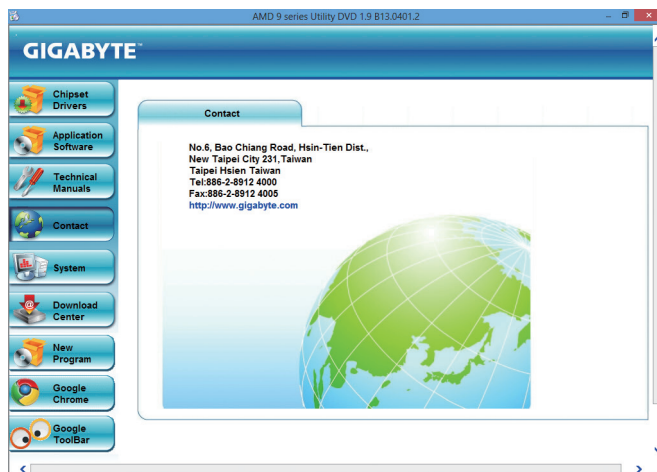 AMD 9 series Utility DVD 1.9 B13.0401.2
GIGABYTE™
Chipset
Drivers
Application
Software
Technical
Manuals
Contact
System
Download
Center
New
Program
Google
Chrome
Google
ToolBar
Contact
No.6, Bao Chiang Road, Hsin-Tien Dist.,
New Taipei City 231,Taiwan
Taipei Hsien Taiwan
Tel:886-2-8912 4000
Fax:886-2-8912 4005
http://www.gigabyte.com